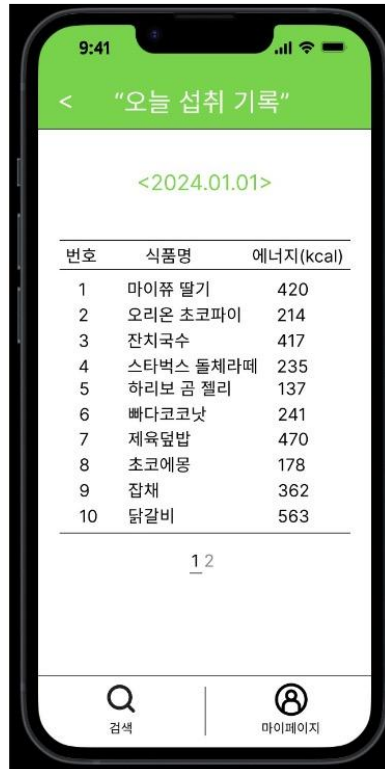 9:41
< “오늘 섭취 기록“
<2024.01.01>
번호 식품명 에너지(kcal)
1 마이쮸 딸기 420
2 오리온 초코파이 214
3 잔치국수 417
4 스타벅스 돌체라떼 235
5 하리보 곰 젤리 137
6 빠다코코낫 241
7 제육덮밥 470
8 초코에몽 178
9 잡채 362
10 닭갈비 563
1 2
검색 마이페이지